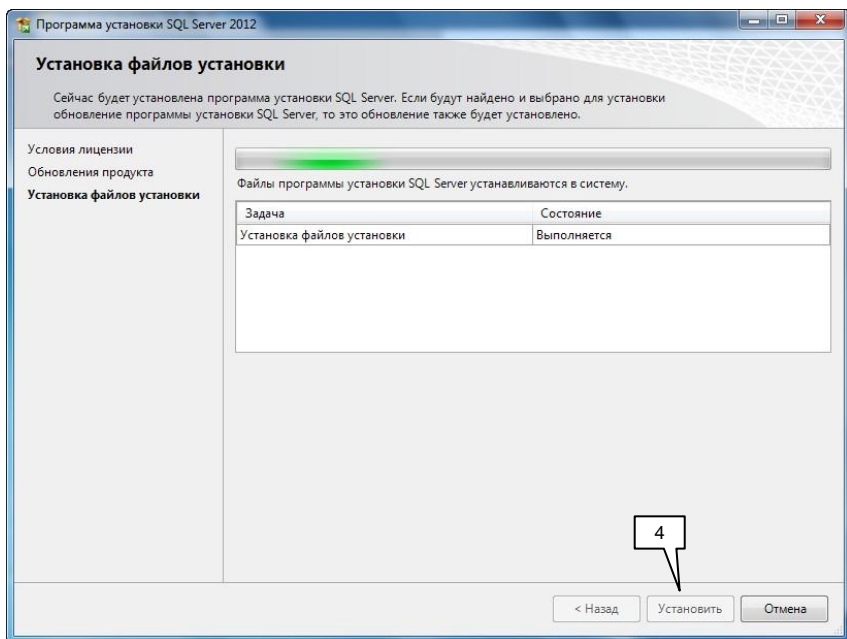 Программа установки SQL Server 2012
Установка файлов установки
Сейчас будет установлена программа установки SQL Server. Если будут найдено и выбрано для установки
обновление программы установки SQL Server, то это обновление также будет установлено.
Условия лицензии
Обновления продукта
Установка файлов установки
Файлы программы установки SQL Server устанавливаются в систему.
Задача Состояние
Установка файлов установки Выполняется
4
< Назад Установить Отмена